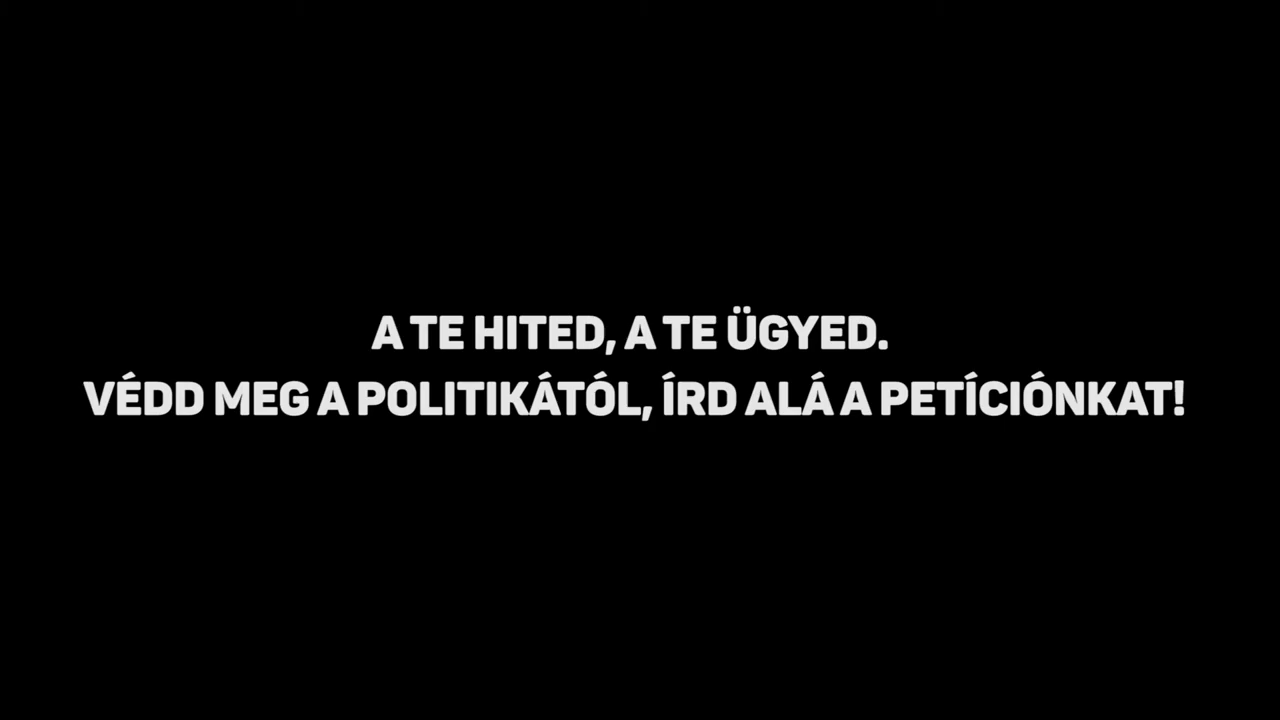 A TE HITED, A TE ÜGYED.
VÉDD MEG A POLITIKÁTÓL, ÍRD ALÁ A PETÍCIÓNKAT!